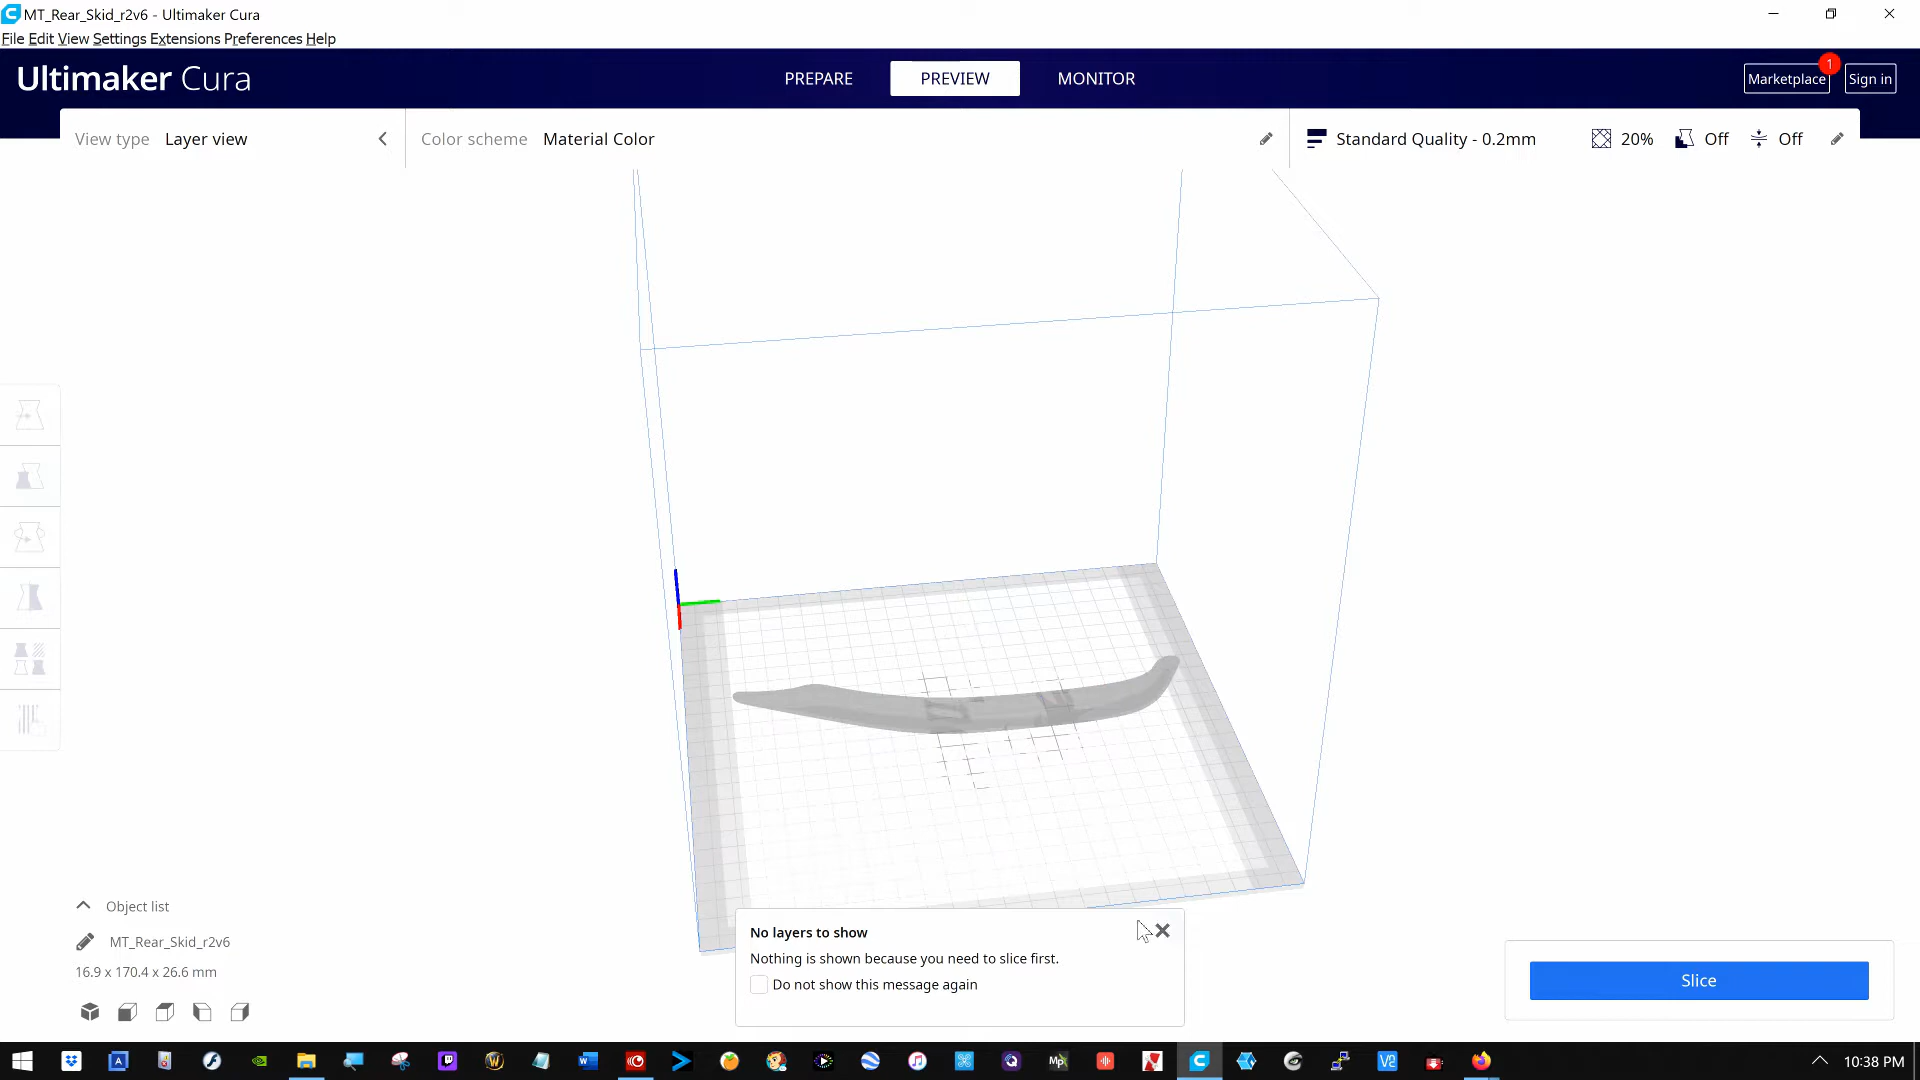 MT_Rear_Skid_r2v6 - Ultimaker Cura
File Edit View Settings Extensions Preferences Help
Ultimaker Cura
PREPARE
PREVIEW
MONITOR
Marketplace
1
Sign in
View type Layer view
Color scheme Material Color
Standard Quality - 0.2mm
20%
Off
Off
Object list
MT_Rear_Skid_r2v6
16.9 x 170.4 x 26.6 mm
No layers to show
Nothing is shown because you need to slice first.
Do not show this message again
Slice
10:38 PM